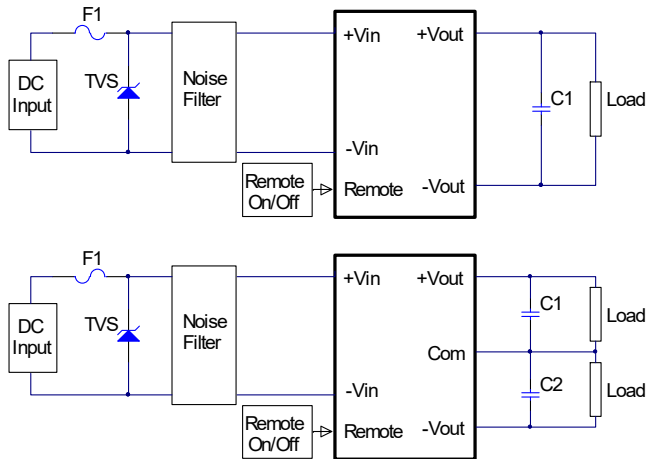 F1
+Vin
+Vout
TVS
Noise
Filter
DC
Input
C1
Load
-Vin
Remote
On/Off
Remote
-Vout
F1
+Vin
+Vout
TVS
Noise
Filter
C1
Load
DC
Input
Com
C2
Load
-Vin
Remote
On/Off
Remote
-Vout